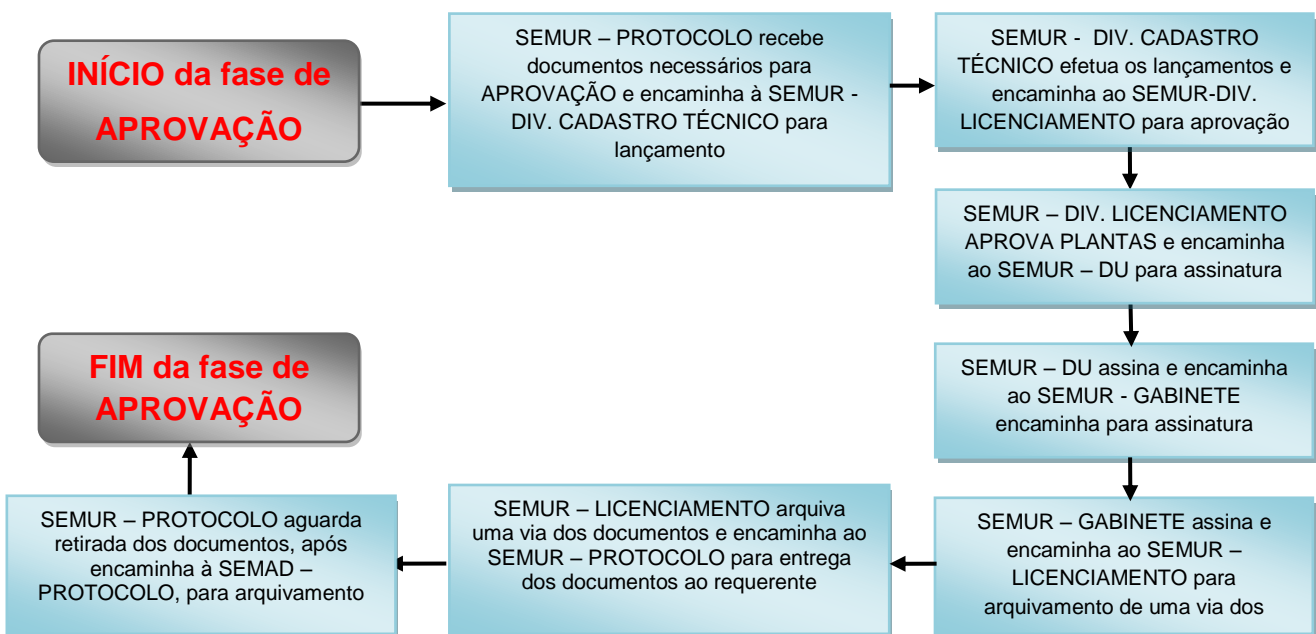 INÍCIO da fase de
APROVAÇÃO
SEMUR – PROTOCOLO recebe
documentos necessários para
APROVAÇÃO e encaminha à SEMUR -
DIV. CADASTRO TÉCNICO para
lançamento
SEMUR - DIV. CADASTRO
TÉCNICO efetua os lançamentos e
encaminha ao SEMUR-DIV.
LICENCIAMENTO para aprovação
SEMUR – DIV. LICENCIAMENTO
APROVA PLANTAS e encaminha
ao SEMUR – DU para assinatura
SEMUR – DU assina e encaminha
ao SEMUR - GABINETE
encaminha para assinatura
SEMUR – GABINETE assina e
encaminha ao SEMUR –
LICENCIAMENTO para
arquivamento de uma via dos
SEMUR – LICENCIAMENTO arquiva
uma via dos documentos e encaminha ao
SEMUR – PROTOCOLO para entrega
dos documentos ao requerente
SEMUR – PROTOCOLO aguarda
retirada dos documentos, após
encaminha à SEMAD –
PROTOCOLO, para arquivamento
FIM da fase de
APROVAÇÃO